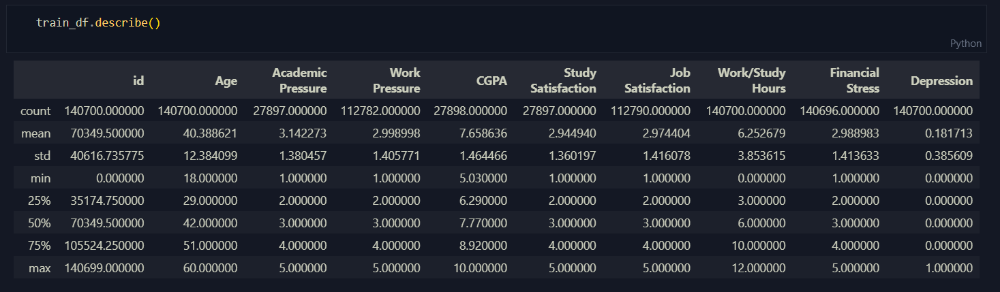 train_df.describe()
Python
id Age Academic Pressure Work Pressure CGPA Study Satisfaction Job Satisfaction Work/Study Hours Financial Stress Depression
count 140700.000000 140700.000000 27897.000000 112782.000000 27898.000000 27897.000000 112790.000000 140700.000000 140696.000000 140700.000000
mean 70349.500000 40.388621 3.142273 2.998998 7.658636 2.944940 2.974404 6.252679 2.988983 0.181713
std 40616.735775 12.384099 1.380457 1.405771 1.464466 1.360197 1.416078 3.853615 1.413633 0.385609
min 0.000000 18.000000 1.000000 1.000000 5.030000 1.000000 1.000000 0.000000 1.000000 0.000000
25% 35174.750000 29.000000 2.000000 2.000000 6.290000 2.000000 2.000000 3.000000 2.000000 0.000000
50% 70349.500000 42.000000 3.000000 3.000000 7.770000 3.000000 3.000000 6.000000 3.000000 0.000000
75% 105524.250000 51.000000 4.000000 4.000000 8.920000 4.000000 4.000000 10.000000 4.000000 0.000000
max 140699.000000 60.000000 5.000000 5.000000 10.000000 5.000000 5.000000 12.000000 5.000000 1.000000